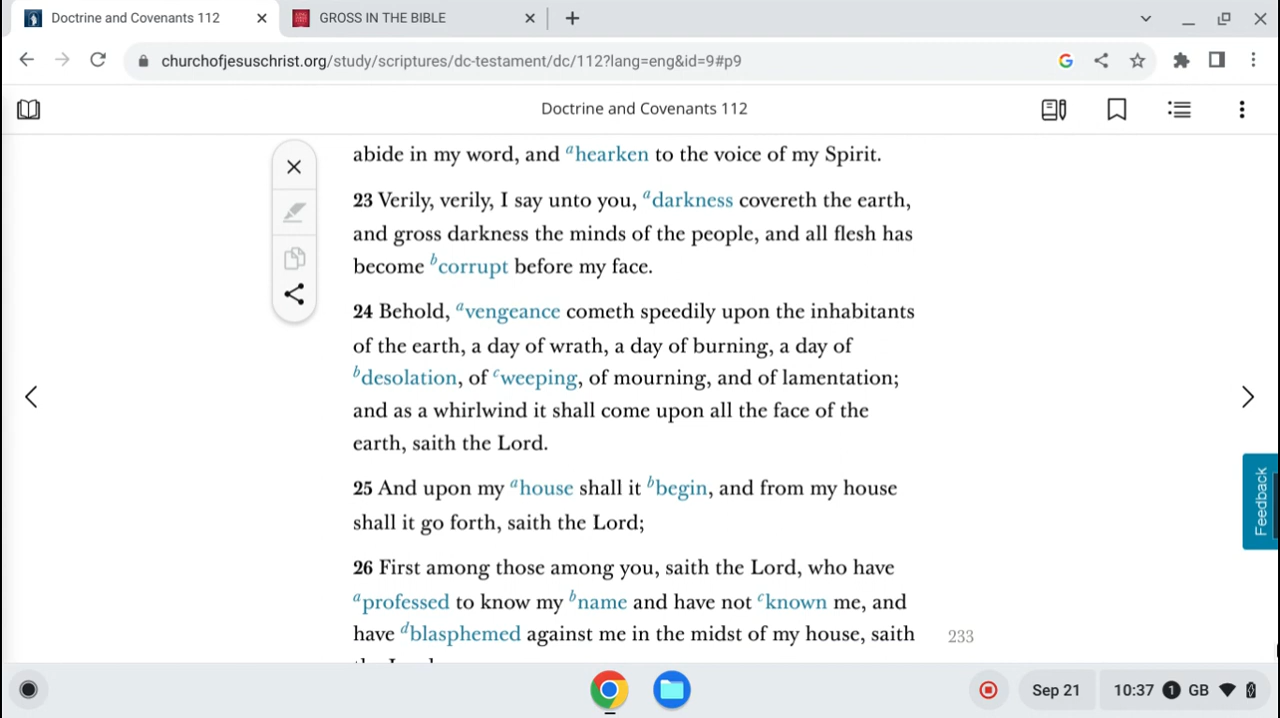 Doctrine and Covenants 112
GROSS IN THE BIBLE
churchofjesuschrist.org/study/scriptures/dc-testament/dc/112?lang=eng&id=9#p9
Doctrine and Covenants 112
abide in my word, and ahearken to the voice of my Spirit.
23 Verily, verily, I say unto you, adarkness covereth the earth,
and gross darkness the minds of the people, and all flesh has
become bcorrupt before my face.
24 Behold, avengeance cometh speedily upon the inhabitants
of the earth, a day of wrath, a day of burning, a day of
bdesolation, of cweeping, of mourning, and of lamentation;
and as a whirlwind it shall come upon all the face of the
earth, saith the Lord.
25 And upon my ahouse shall it bbegin, and from my house
shall it go forth, saith the Lord;
26 First among those among you, saith the Lord, who have
aprofessed to know my bname and have not cknown me, and
have dblasphemed against me in the midst of my house, saith
233
Feedback
Sep 21
10:37 1 GB